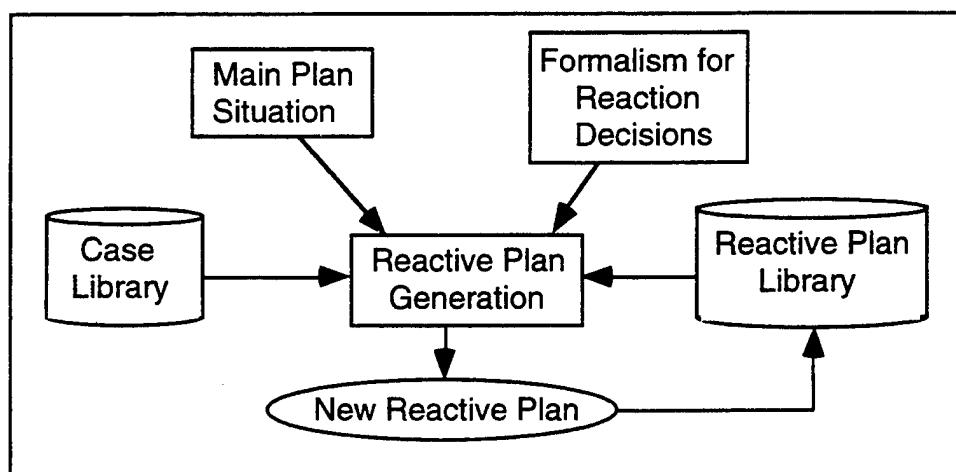 Main Plan
Situation
Formalism for
Reaction
Decisions
Case
Library
Reactive Plan
Generation
Reactive Plan
Library
New Reactive Plan